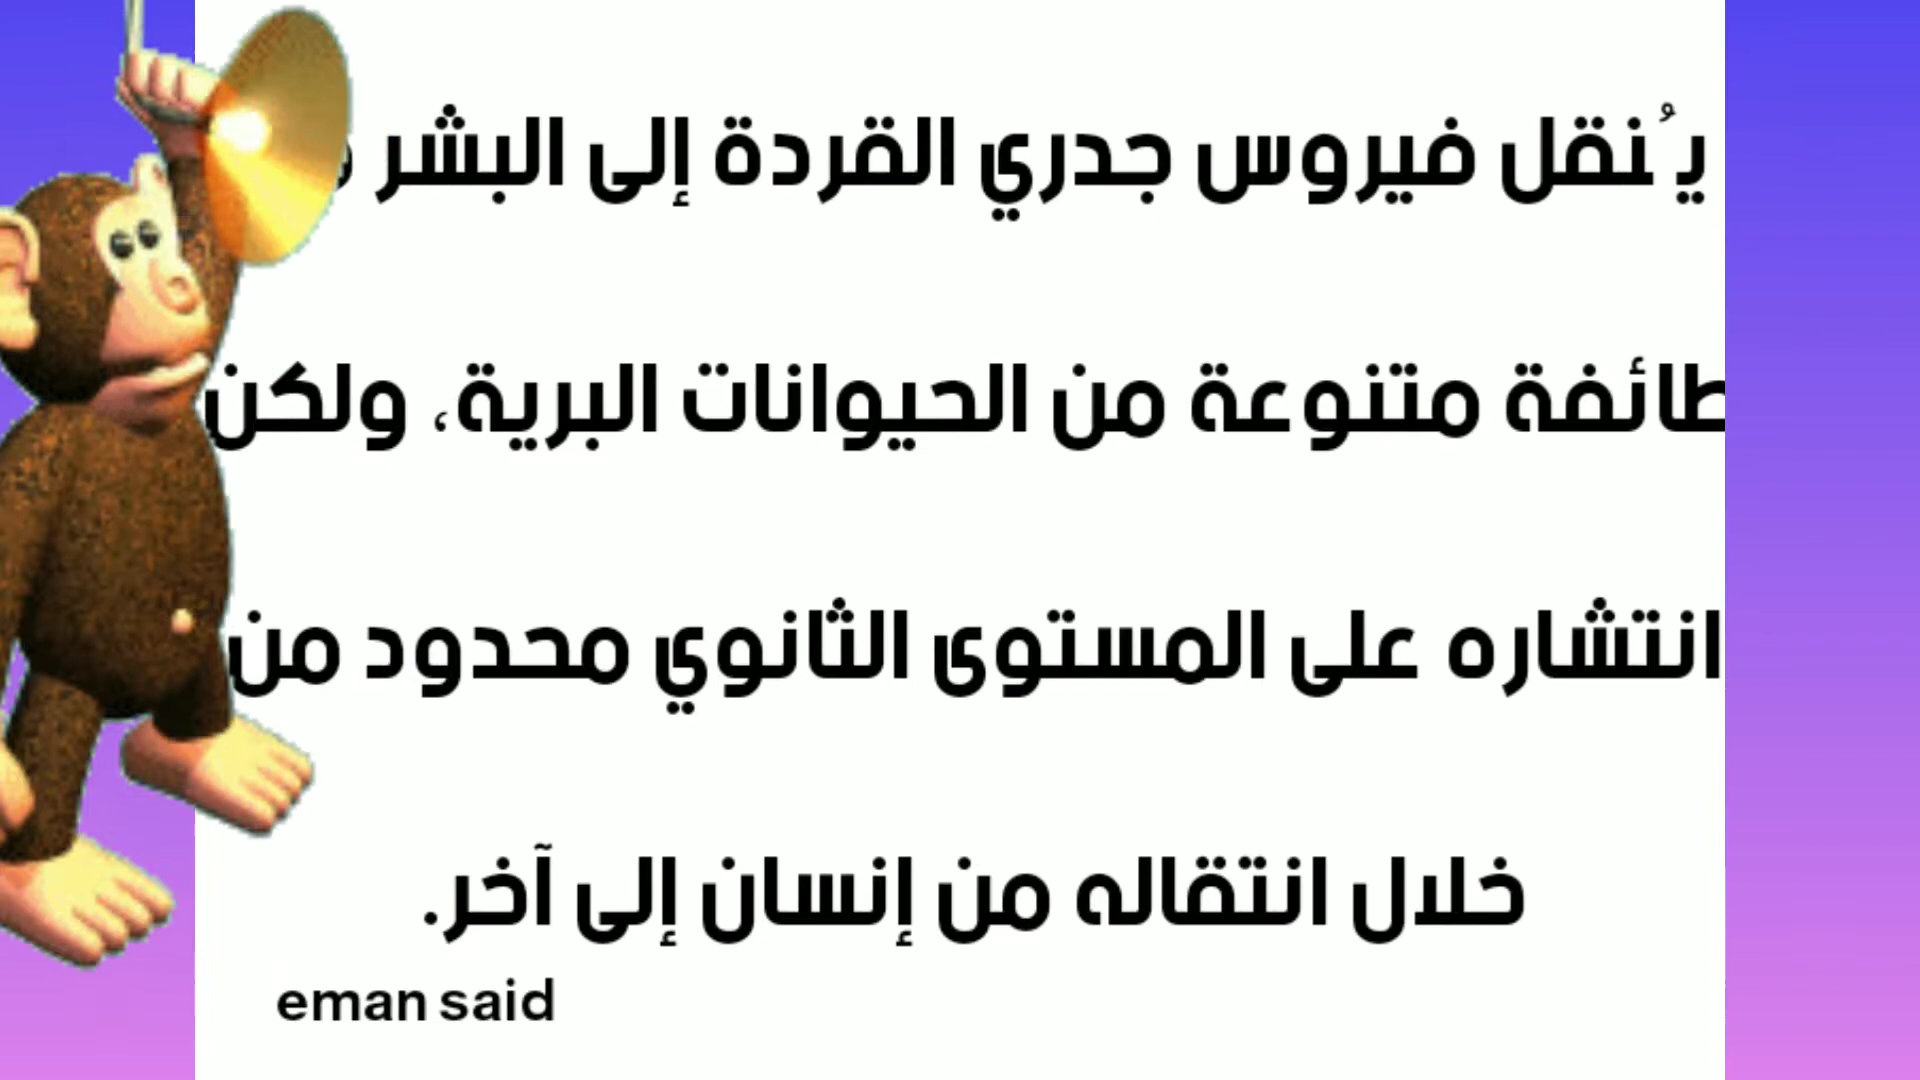 يُنقل فيروس جدري القردة إلى البشر
طائفة متنوعة من الحيوانات البرية، ولكن
انتشاره على المستوى الثانوي محدود من
خلال انتقاله من إنسان إلى آخر.
eman said